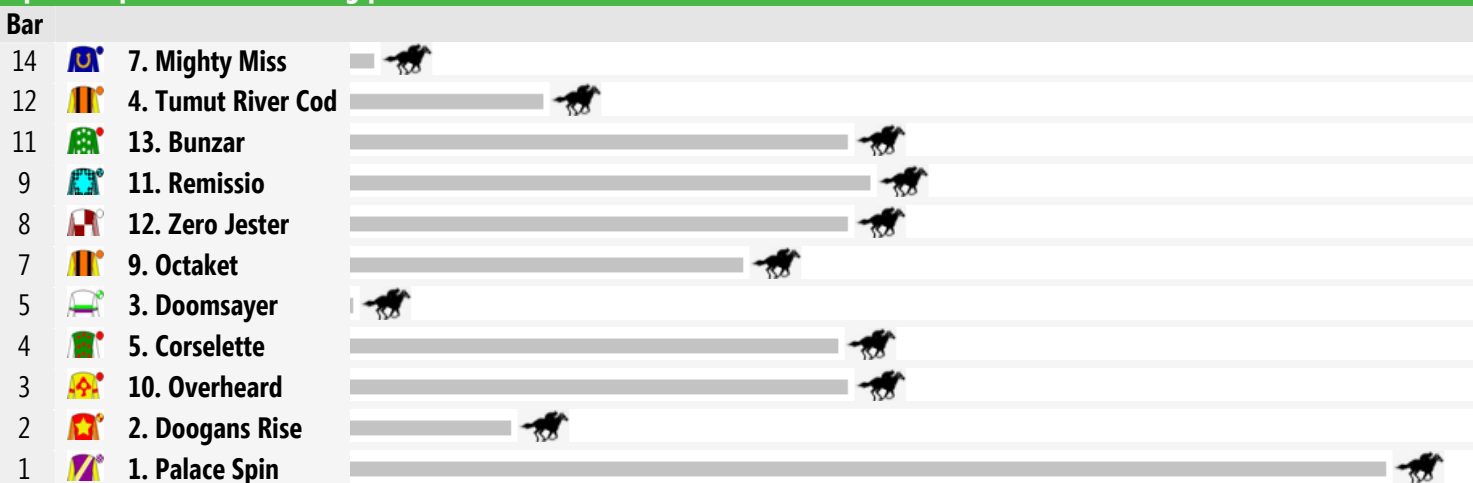 Bar
14 7. Mighty Miss
12 4. Tumut River Cod
11 13. Bunzar
9 11. Remissio
8 12. Zero Jester
7 9. Octaket
5 3. Doomsayer
4 5. Corselette
3 10. Overheard
2 2. Doogans Rise
1 1. Palace Spin